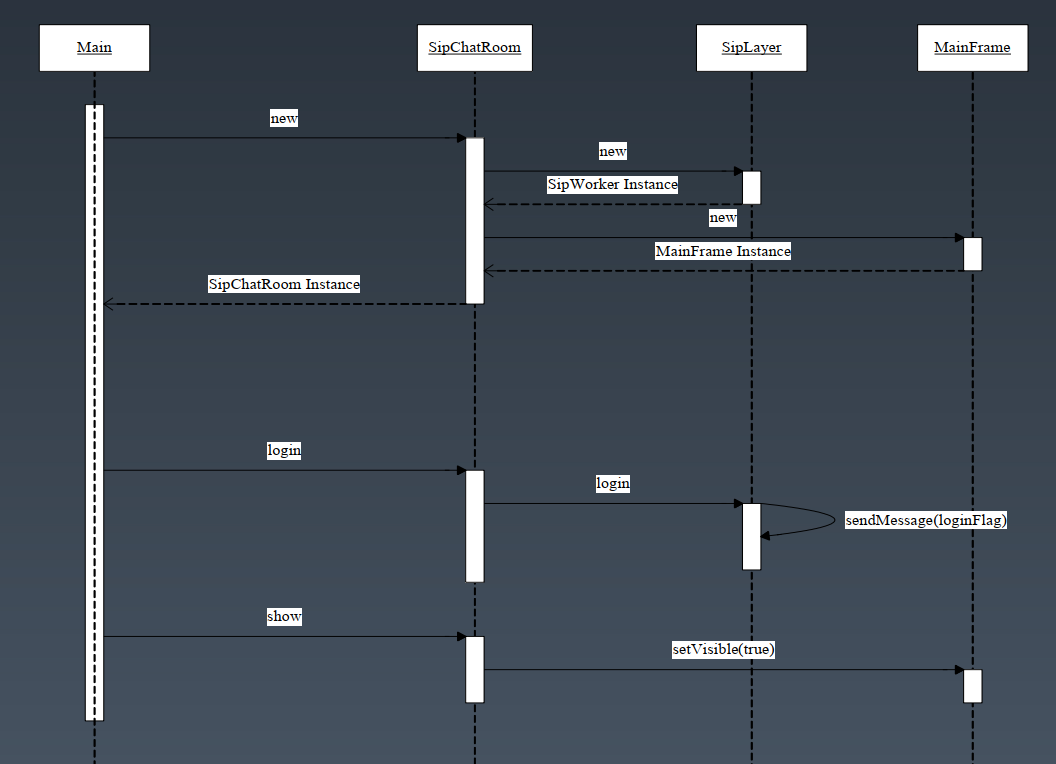 Main
SipChatRoom
SipLayer
MainFrame
new
new
SipWorker Instance
new
MainFrame Instance
SipChatRoom Instance
login
login
sendMessage(loginFlag)
show
setVisible(true)